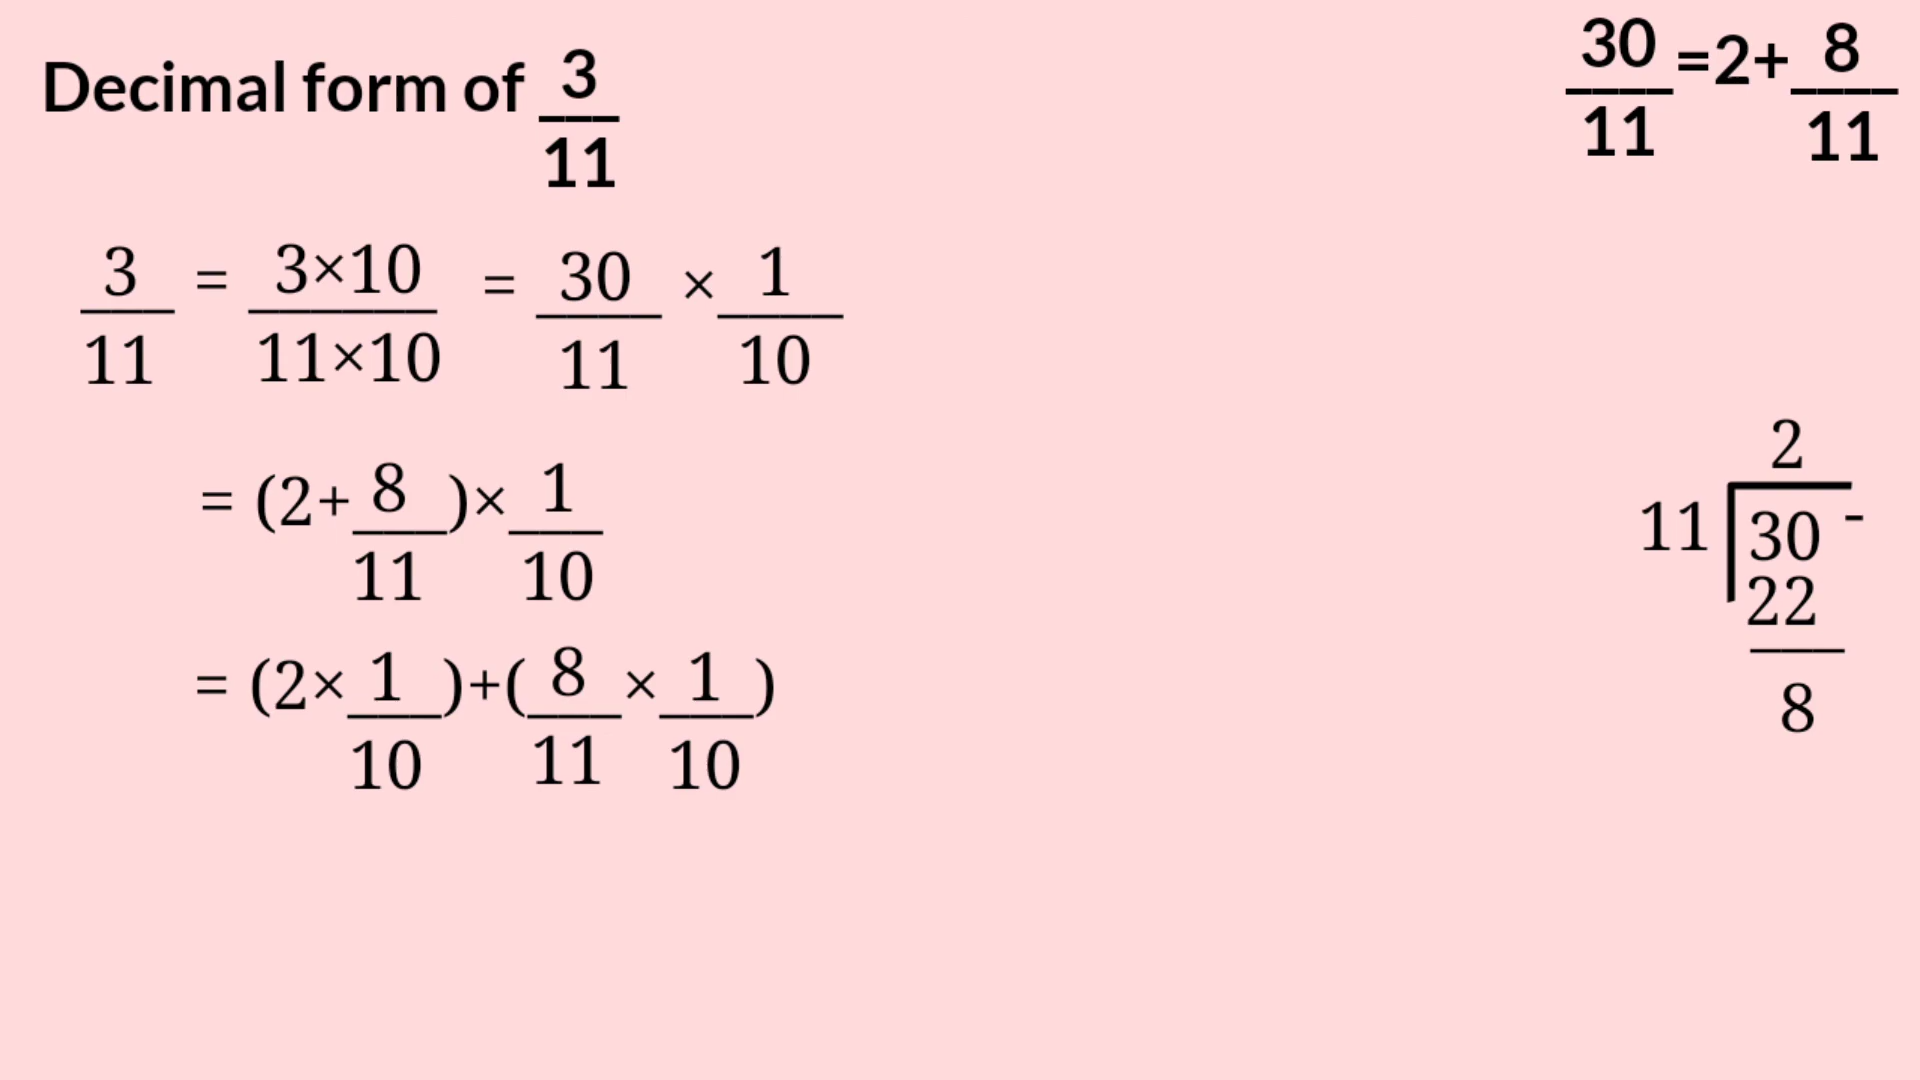 Decimal form of 3/11
3/11 = 3×10/11×10 = 30/11 × 1/10
= (2+8/11)×1/10
= (2×1/10)+(8/11×1/10)
30/11=2+8/11
2
11 30 -
22
8